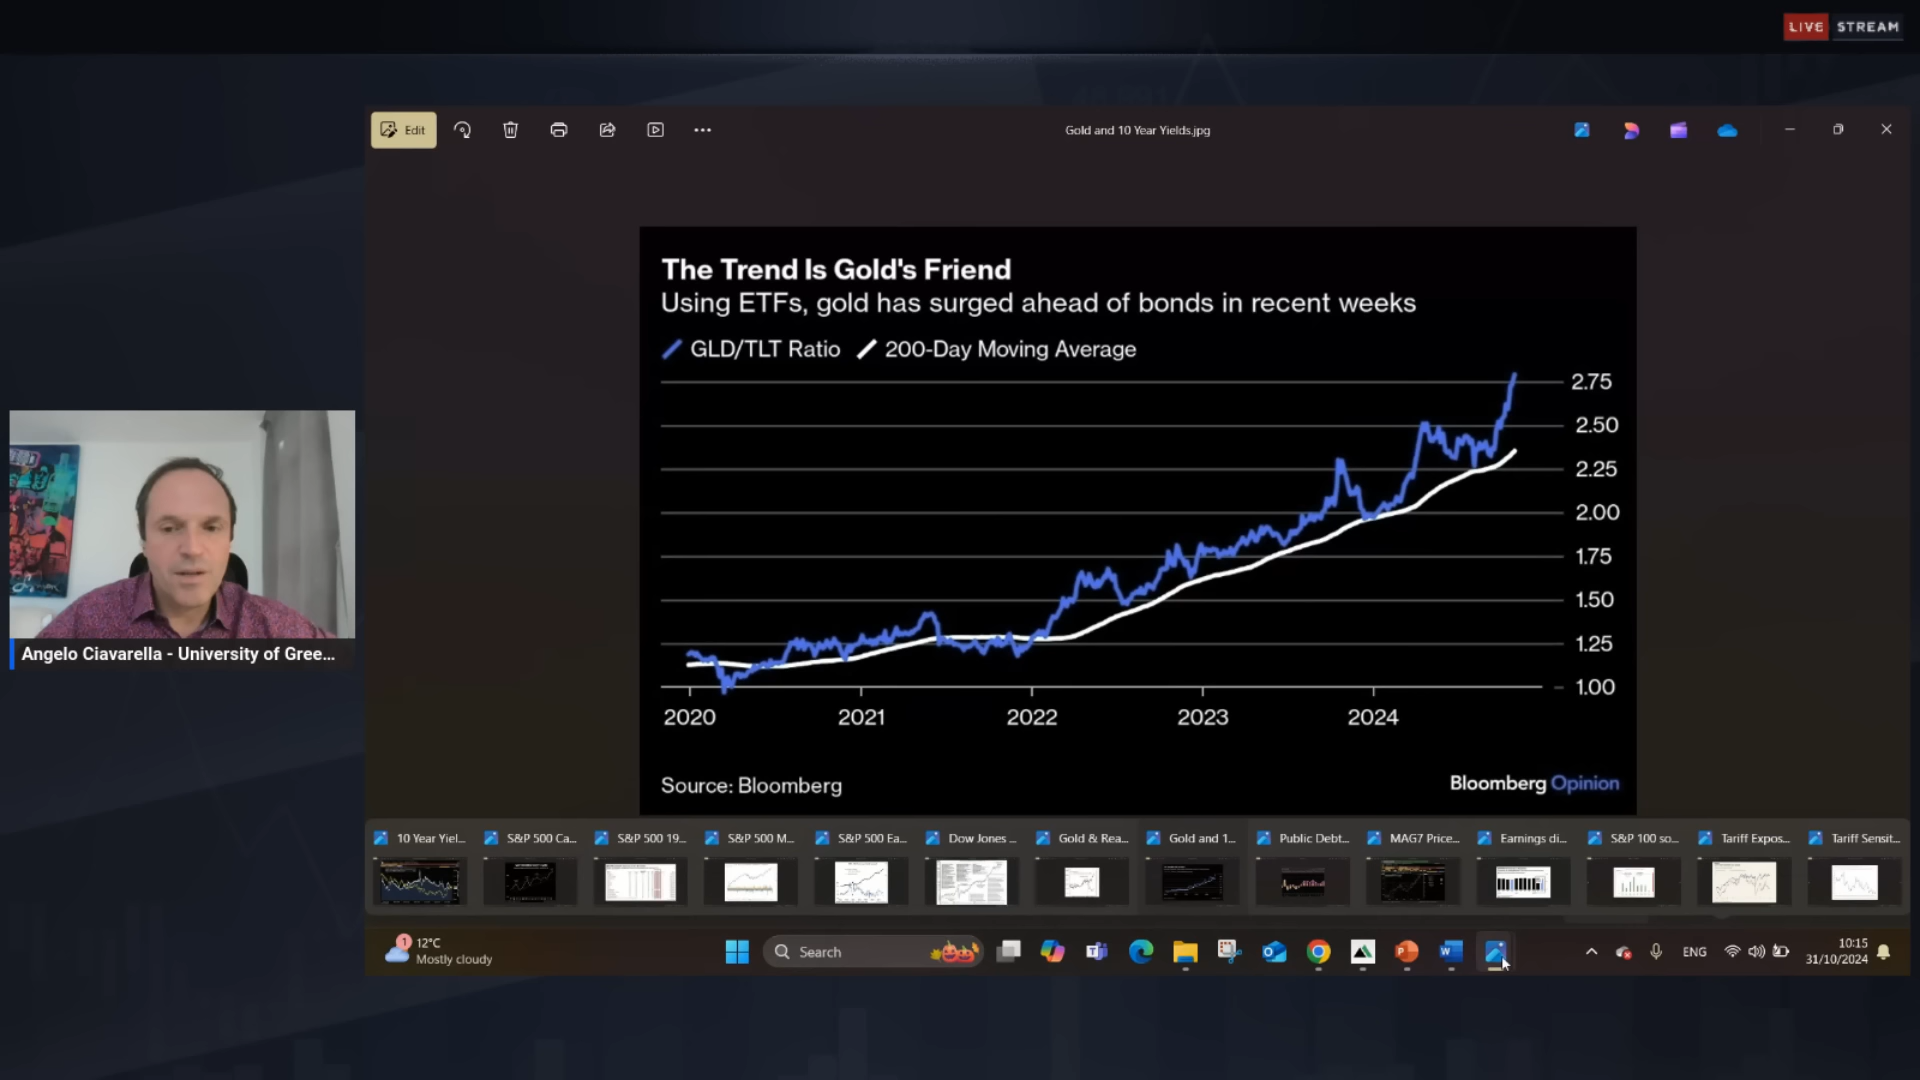 LIVE STREAM
Edit
Gold and 10 Year Yields.jpg
The Trend Is Gold's Friend
Using ETFs, gold has surged ahead of bonds in recent weeks
GLD/TLT Ratio 200-Day Moving Average
2.75
2.50
2.25
2.00
1.75
1.50
1.25
1.00
2020 2021 2022 2023 2024
Source: Bloomberg
Bloomberg Opinion
Angelo Ciavarella - University of Gree...
10 Year Yiel...
S&P 500 Ca...
S&P 500 19...
S&P 500 M...
S&P 500 Ea...
Dow Jones ...
Gold & Rea...
Gold and 1...
Public Debt...
MAG7 Price...
Earnings di...
S&P 100 so...
Tariff Expos...
Tariff Sensit...
1
12°C
Mostly cloudy
Search
ENG
10:15
31/10/2024